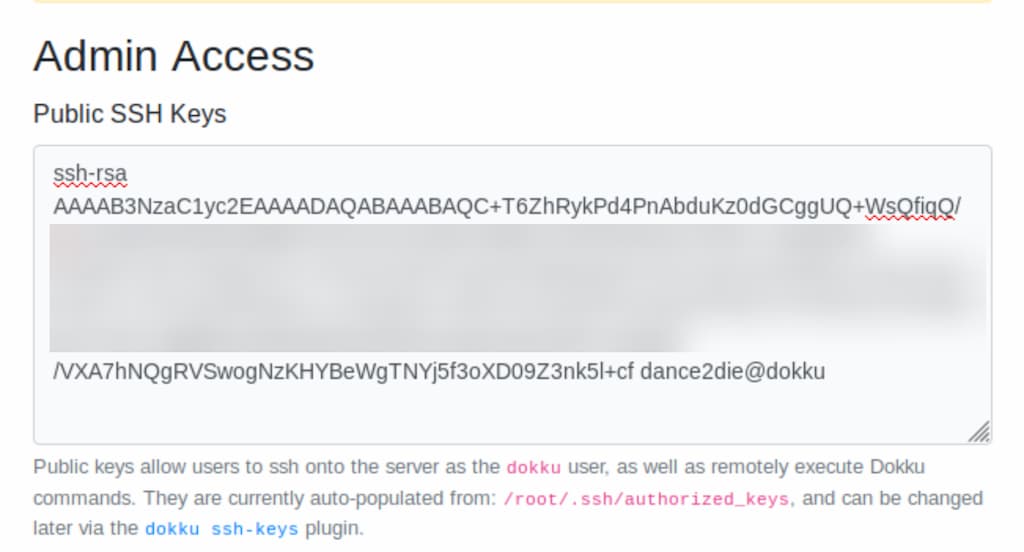 Admin Access
Public SSH Keys
ssh-rsa
AAAAB3NzaC1yc2EAAAADAQABAAABAQC+T6ZhRykPd4PnAbduKz0dGCggUQ+WsQfiqQ/
/VXA7hNQgRVSwogNzKHYBeWgTNYj5f3oXD09Z3nk5l+cf dance2die@dokku
Public keys allow users to ssh onto the server as the dokku user, as well as remotely execute Dokku
commands. They are currently auto-populated from: /root/.ssh/authorized_keys, and can be changed
later via the dokku ssh-keys plugin.